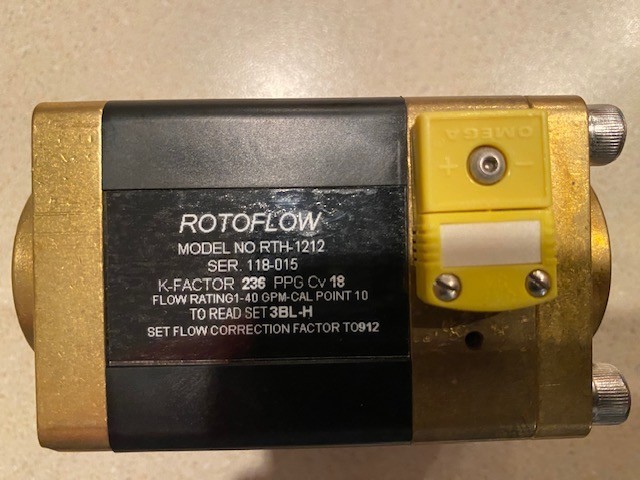 ROTOFLOW
MODEL NO RTH-1212
SER. 118-015
K-FACTOR 236 PPG Cv 18
FLOW RATING1-40 GPM-CAL POINT 10
TO READ SET 3BL-H
SET FLOW CORRECTION FACTOR TO912
OMEGA
+ −